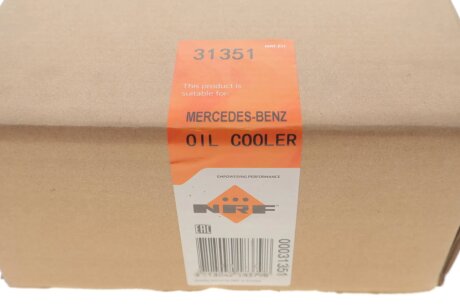 31351
This product is
suitable for:
MERCEDES-BENZ
OIL COOLER
EMPOWERING PERFORMANCE
NRF
EAC
00031351